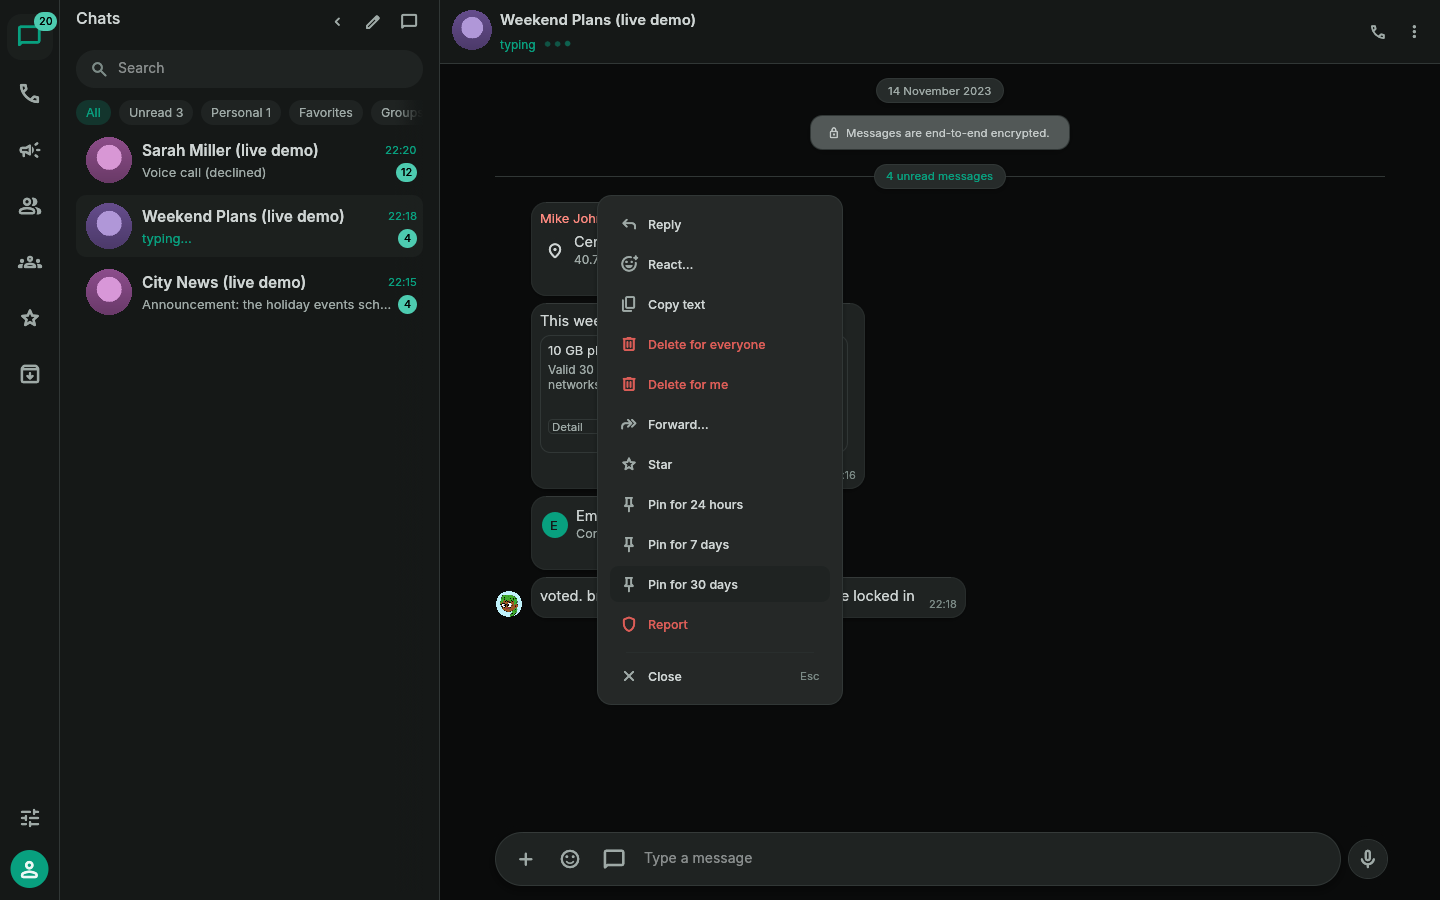 20
Chats
Search
All
Unread 3
Personal 1
Favorites
Group
Sarah Miller (live demo)
22:20
Voice call (declined)
12
Weekend Plans (live demo)
22:18
typing...
4
City News (live demo)
22:15
Announcement: the holiday events sch...
4
Weekend Plans (live demo)
typing
14 November 2023
Messages are end-to-end encrypted.
4 unread messages
Mike
40.7
This
10 GB
Valid 30
networks
Detail
:16
E
voted.
e locked in
22:18
Reply
React...
Copy text
Delete for everyone
Delete for me
Forward...
Star
Pin for 24 hours
Pin for 7 days
Pin for 30 days
Report
Close
Esc
Type a message